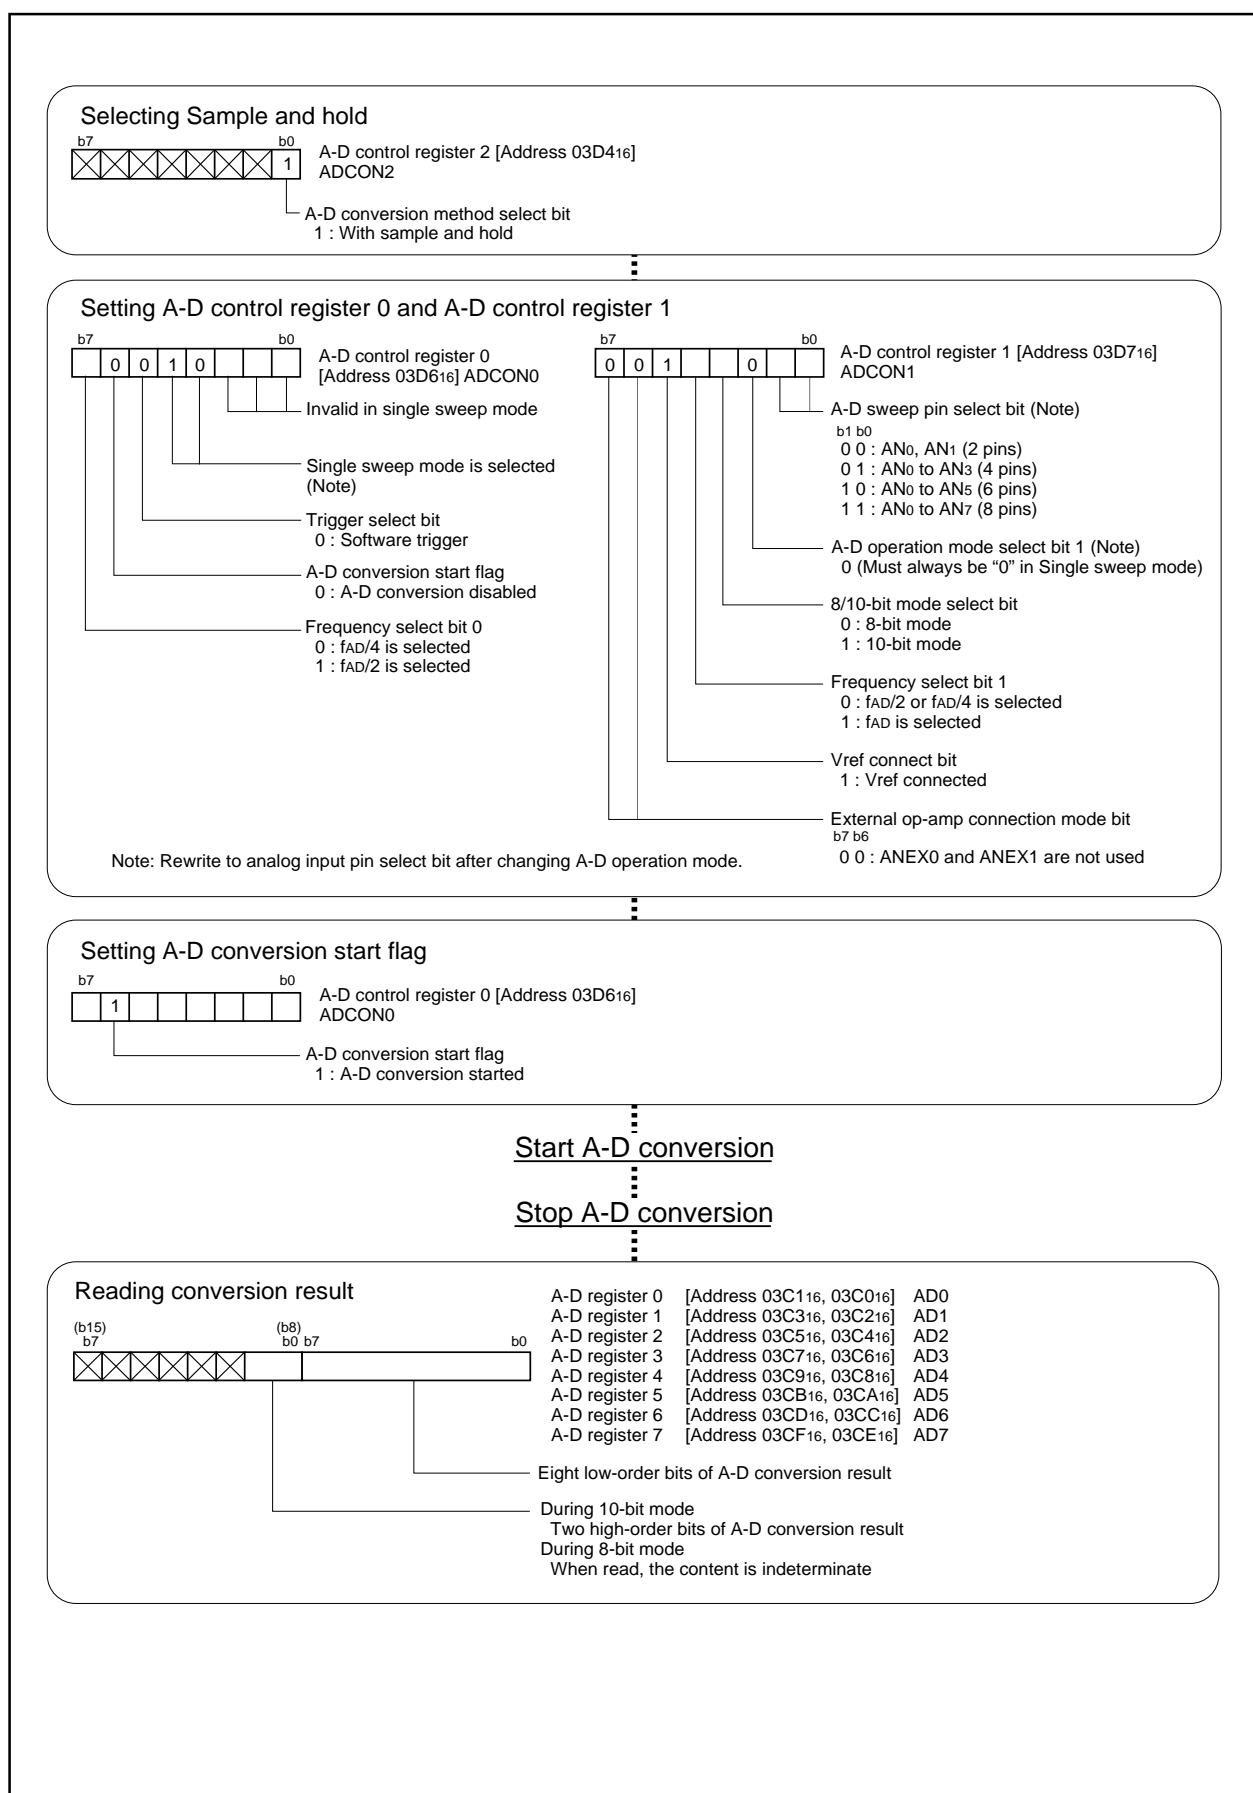 Selecting Sample and hold
b7 b0
1
A-D control register 2 [Address 03D416]
ADCON2
A-D conversion method select bit
1 : With sample and hold
Setting A-D control register 0 and A-D control register 1
b7 b0
0 0 1 0
A-D control register 0
[Address 03D616] ADCON0
Invalid in single sweep mode
Single sweep mode is selected
(Note)
Trigger select bit
0 : Software trigger
A-D conversion start flag
0 : A-D conversion disabled
Frequency select bit 0
0 : fAD/4 is selected
1 : fAD/2 is selected
b7 b0
0 0 1 0
A-D control register 1 [Address 03D716]
ADCON1
A-D sweep pin select bit (Note)
b1 b0
0 0 : AN0, AN1 (2 pins)
0 1 : AN0 to AN3 (4 pins)
1 0 : AN0 to AN5 (6 pins)
1 1 : AN0 to AN7 (8 pins)
A-D operation mode select bit 1 (Note)
0 (Must always be “0” in Single sweep mode)
8/10-bit mode select bit
0 : 8-bit mode
1 : 10-bit mode
Frequency select bit 1
0 : fAD/2 or fAD/4 is selected
1 : fAD is selected
Vref connect bit
1 : Vref connected
External op-amp connection mode bit
b7 b6
0 0 : ANEX0 and ANEX1 are not used
Note: Rewrite to analog input pin select bit after changing A-D operation mode.
Setting A-D conversion start flag
b7 b0
1
A-D control register 0 [Address 03D616]
ADCON0
A-D conversion start flag
1 : A-D conversion started
Start A-D conversion
Stop A-D conversion
Reading conversion result
(b15) (b8)
b7 b0 b7 b0
A-D register 0 [Address 03C116, 03C016] AD0
A-D register 1 [Address 03C316, 03C216] AD1
A-D register 2 [Address 03C516, 03C416] AD2
A-D register 3 [Address 03C716, 03C616] AD3
A-D register 4 [Address 03C916, 03C816] AD4
A-D register 5 [Address 03CB16, 03CA16] AD5
A-D register 6 [Address 03CD16, 03CC16] AD6
A-D register 7 [Address 03CF16, 03CE16] AD7
Eight low-order bits of A-D conversion result
During 10-bit mode
Two high-order bits of A-D conversion result
During 8-bit mode
When read, the content is indeterminate